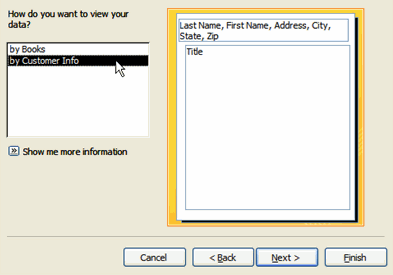 How do you want to view your
data?
by Books
by Customer Info
Show me more information
Last Name, First Name, Address, City,
State, Zip
Title
Cancel
< Back
Next >
Finish